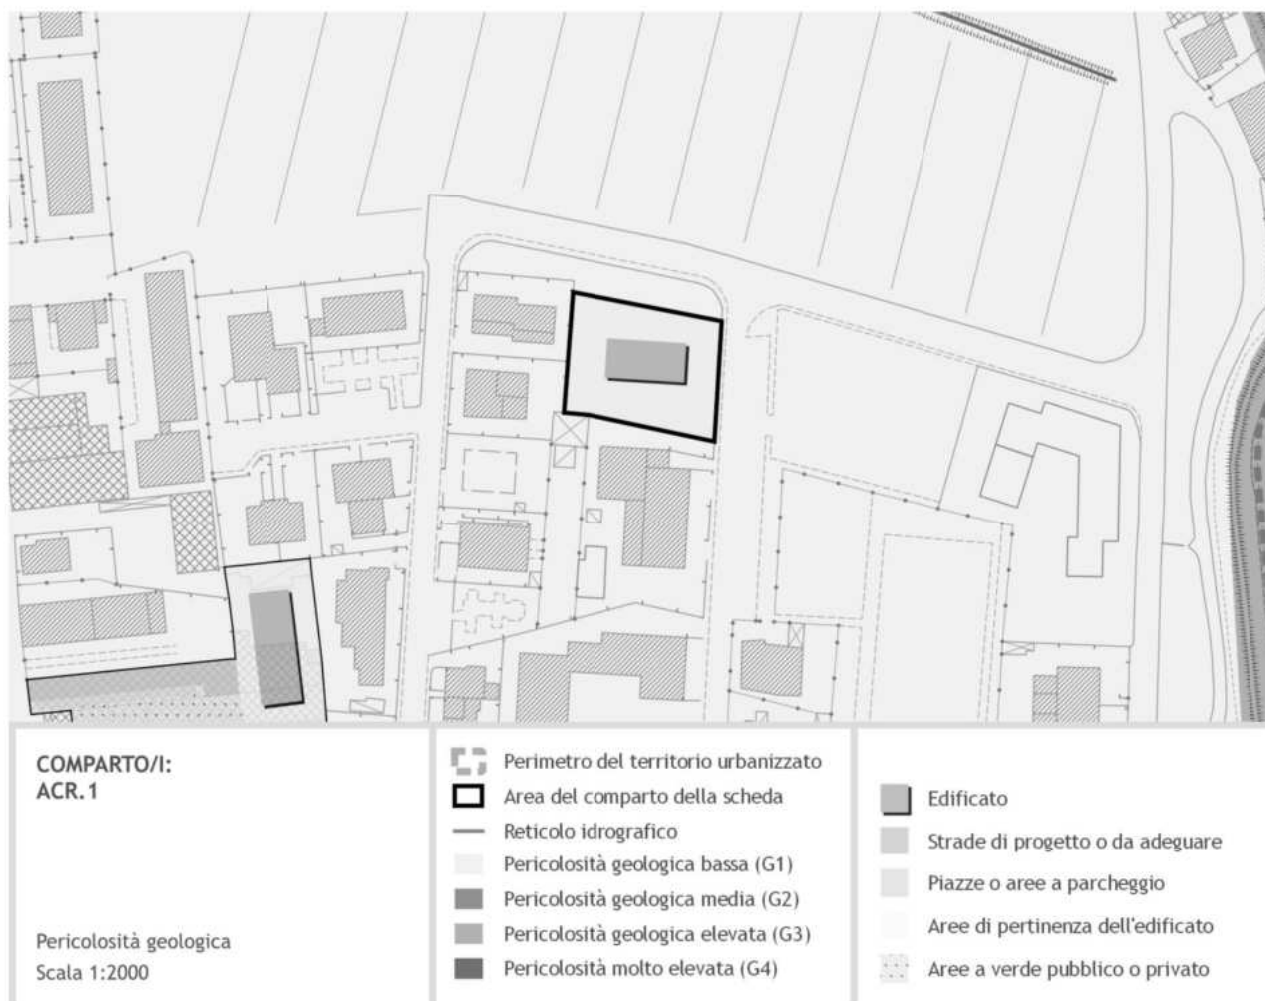 COMPARTO/I:
ACR.1
Pericolosità geologica
Scala 1:2000
Perimetro del territorio urbanizzato
Area del comparto della scheda
Reticolo idrografico
Pericolosità geologica bassa (G1)
Pericolosità geologica media (G2)
Pericolosità geologica elevata (G3)
Pericolosità molto elevata (G4)
Edificato
Strade di progetto o da adeguare
Piazze o aree a parcheggio
Aree di pertinenza dell'edificato
Aree a verde pubblico o privato